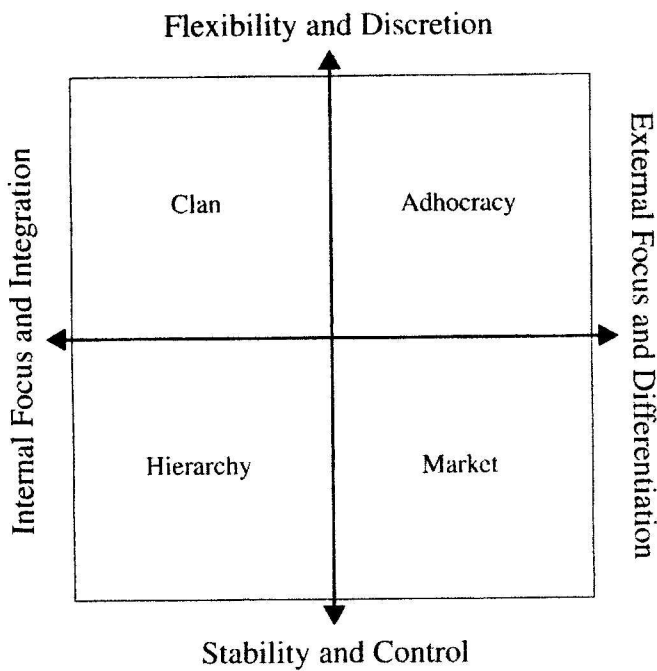 Flexibility and Discretion
Internal Focus and Integration
Clan
Adhocracy
External Focus and Differentiation
Hierarchy
Market
Stability and Control